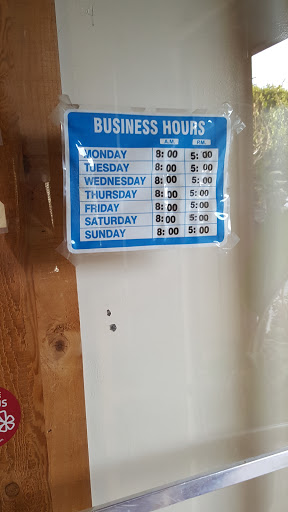 BUSINESS HOURS
A.M. P.M.
MONDAY 8:00 5:00
TUESDAY 8:00 5:00
WEDNESDAY 8:00 5:00
THURSDAY 8:00 5:00
FRIDAY 8:00 5:00
SATURDAY 8:00 5:00
SUNDAY 8:00 5:00